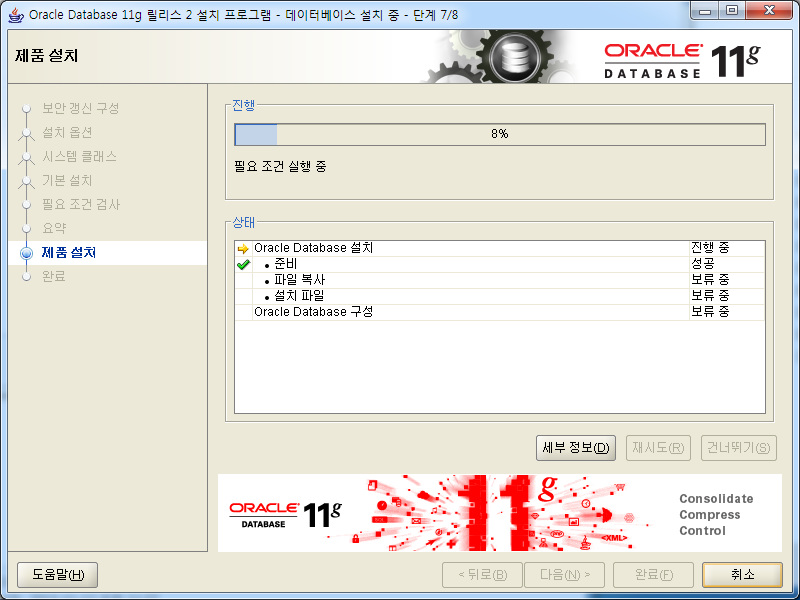 Oracle Database 11g 릴리스 2 설치 프로그램 - 데이터베이스 설치 중 - 단계 7/8
제품 설치
ORACLE
DATABASE 11g
보안 갱신 구성
설치 옵션
시스템 클래스
기본 설치
필요 조건 검사
요약
제품 설치
완료
진행
8%
필요 조건 실행 중
상태
Oracle Database 설치 진행 중
• 준비 성공
• 파일 복사 보류 중
• 설치 파일 보류 중
Oracle Database 구성 보류 중
세부 정보(D) 재시도(R) 건너뛰기(S)
ORACLE
DATABASE 11g
11g
<XML>
Consolidate
Compress
Control
도움말(H) < 뒤로(B) 다음(N) > 완료(F) 취소